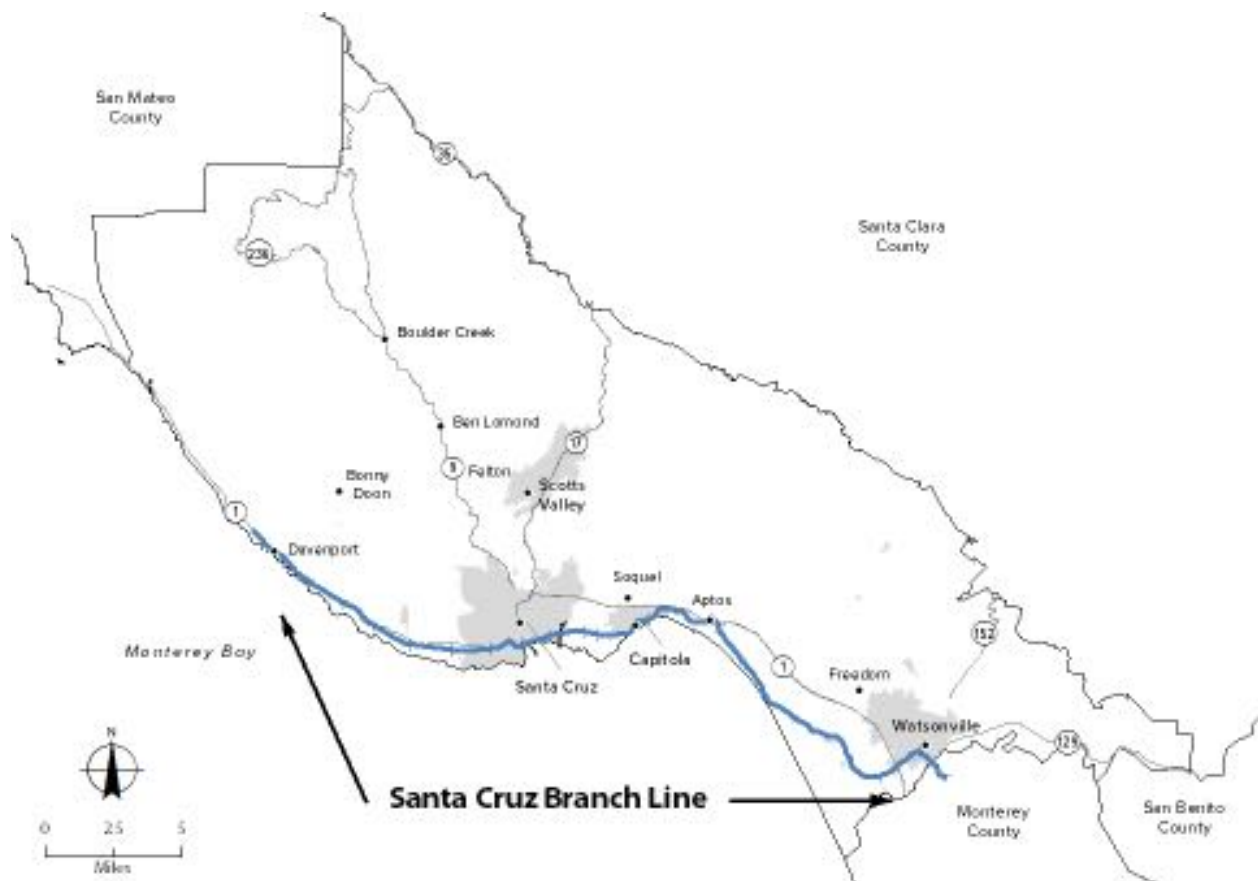 San Mateo
County
35
Santa Clara
County
236
Boulder Creek
Ben Lomond
17
9
Felton
Bonny
Doon
Scotts
Valley
1
Davenport
Soquel
Aptos
152
Monterey Bay
Capitola
1
Freedom
Santa Cruz
Watsonville
N
129
Santa Cruz Branch Line
Monterey
County
San Benito
County
0 2.5 5
Miles